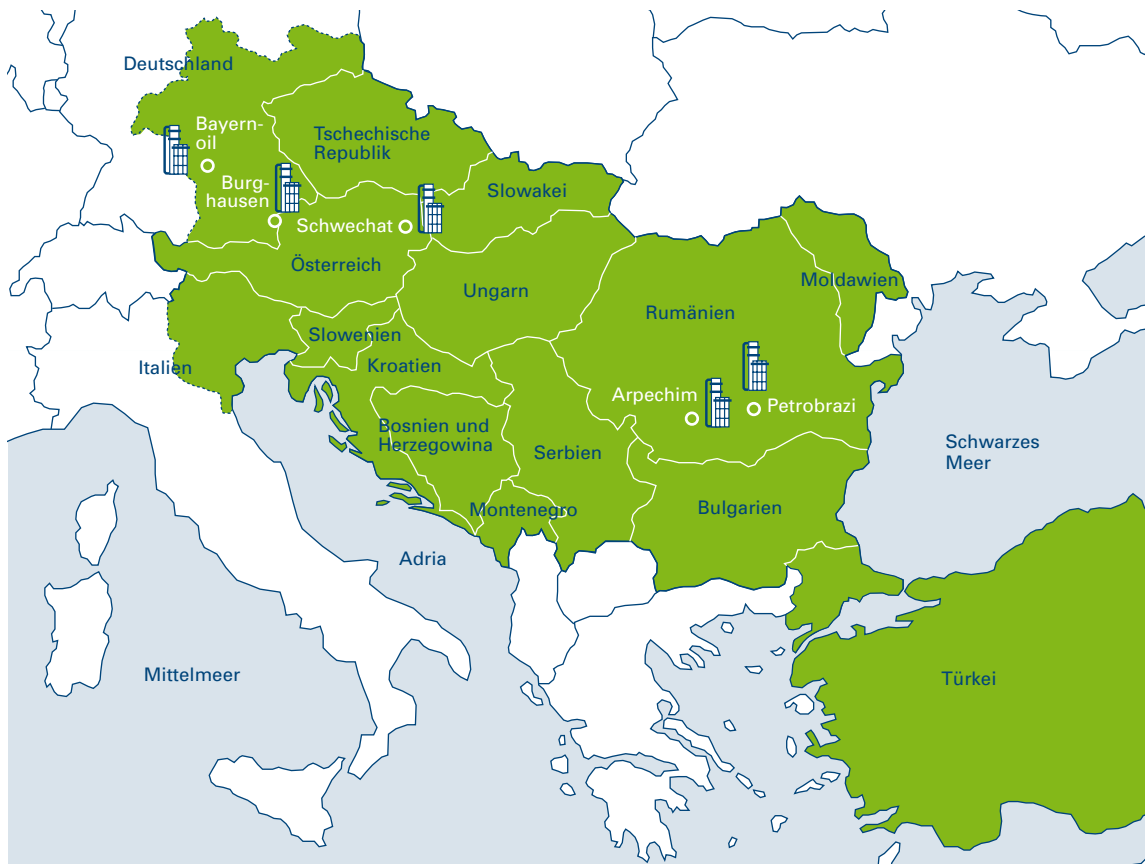 Deutschland
Bayern-
oil
Tschechische
Republik
Burg-
hausen
Slowakei
Schwechat
Österreich
Ungarn
Moldawien
Rumänien
Slowenien
Kroatien
Italien
Arpechim
Petrobrazi
Bosnien und
Herzegowina
Serbien
Schwarzes
Meer
Montenegro
Bulgarien
Adria
Mittelmeer
Türkei